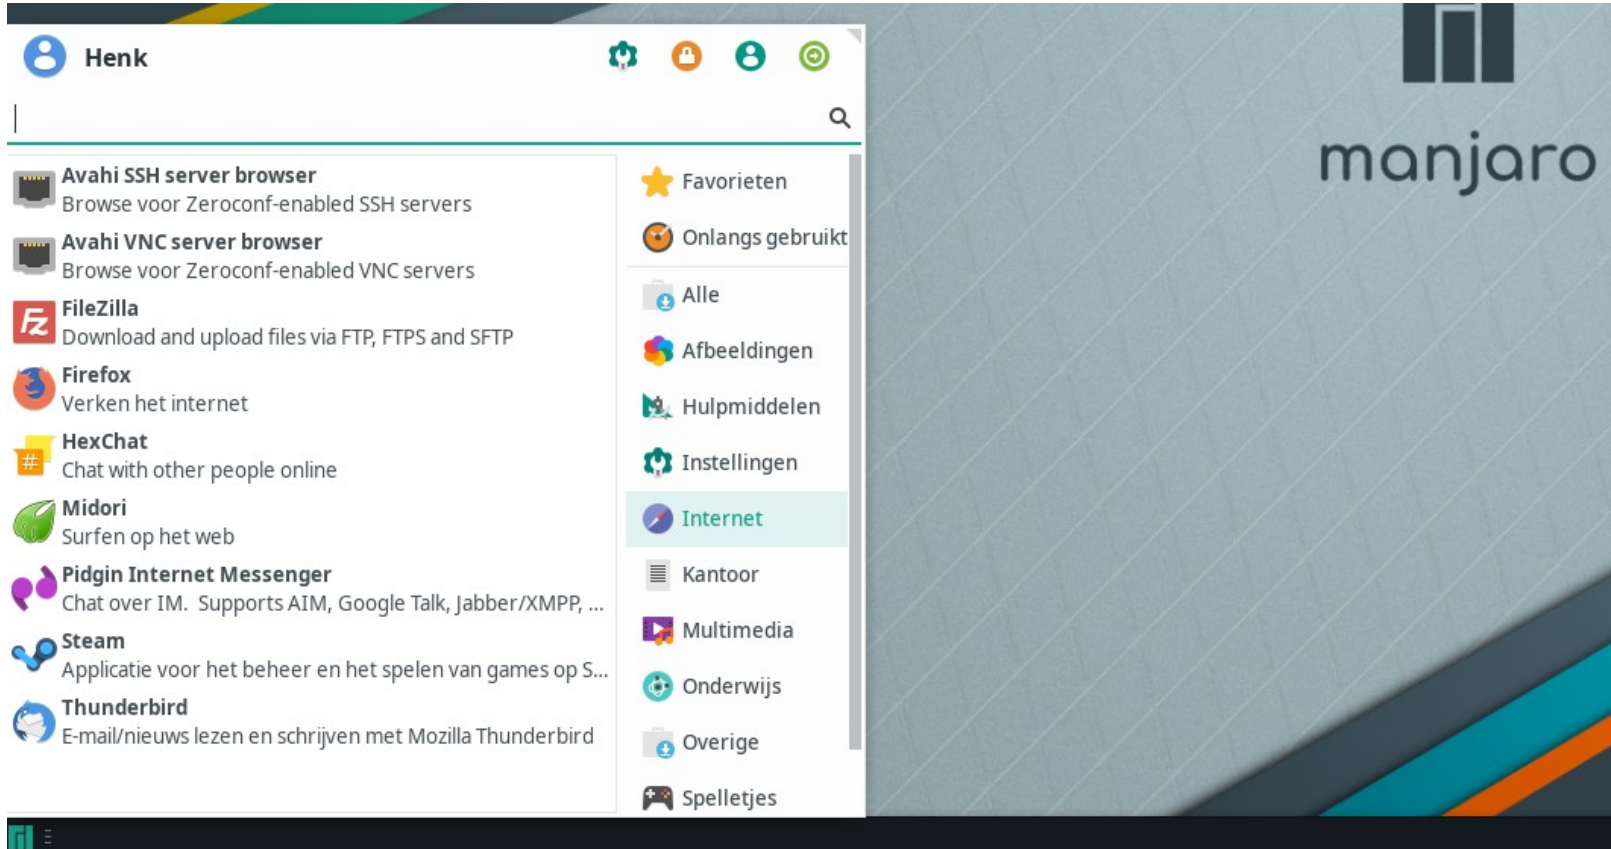 Henk
Avahi SSH server browser
Browse voor Zeroconf-enabled SSH servers
Avahi VNC server browser
Browse voor Zeroconf-enabled VNC servers
FileZilla
Download and upload files via FTP, FTPS and SFTP
Firefox
Verken het internet
HexChat
Chat with other people online
Midori
Surfen op het web
Pidgin Internet Messenger
Chat over IM.  Supports AIM, Google Talk, Jabber/XMPP, ...
Steam
Applicatie voor het beheer en het spelen van games op S...
Thunderbird
E-mail/nieuws lezen en schrijven met Mozilla Thunderbird
Favorieten
Onlangs gebruikt
Alle
Afbeeldingen
Hulpmiddelen
Instellingen
Internet
Kantoor
Multimedia
Onderwijs
Overige
Spelletjes
manjaro